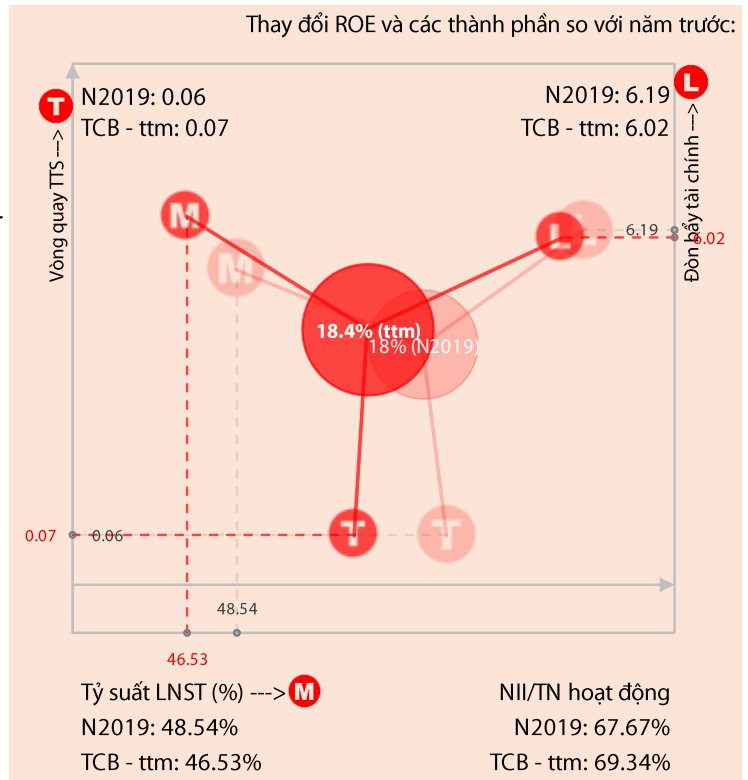 Thay đổi ROE và các thành phần so với năm trước:
T
N2019: 0.06
TCB - ttm: 0.07
L
N2019: 6.19
TCB - ttm: 6.02
Vòng quay TTS --->
Đòn bẩy tài chính --->
M
M
L
L
6.19
6.02
18.4% (ttm)
18% (N2019)
T
T
0.07
0.06
48.54
46.53
Tỷ suất LNST (%) ---> M
N2019: 48.54%
TCB - ttm: 46.53%
NII/TN hoạt động
N2019: 67.67%
TCB - ttm: 69.34%